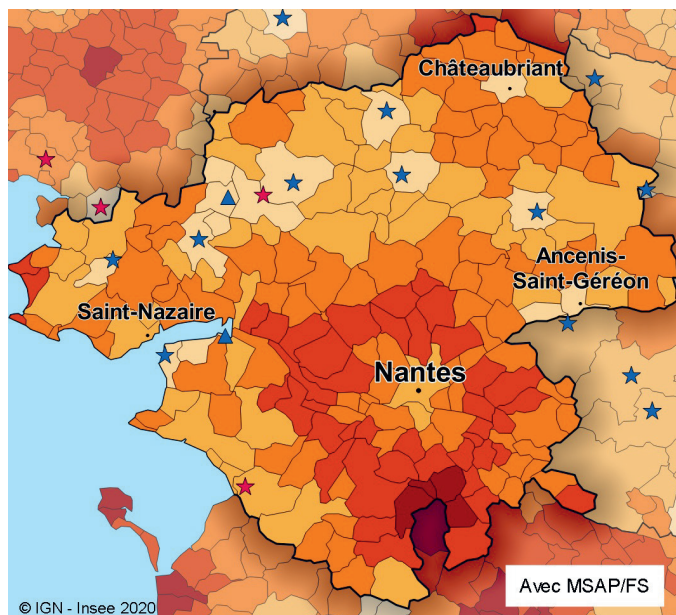 Châteaubriant
Ancenis-
Saint-Géréon
Saint-Nazaire
Nantes
Avec MSAP/FS
© IGN - Insee 2020